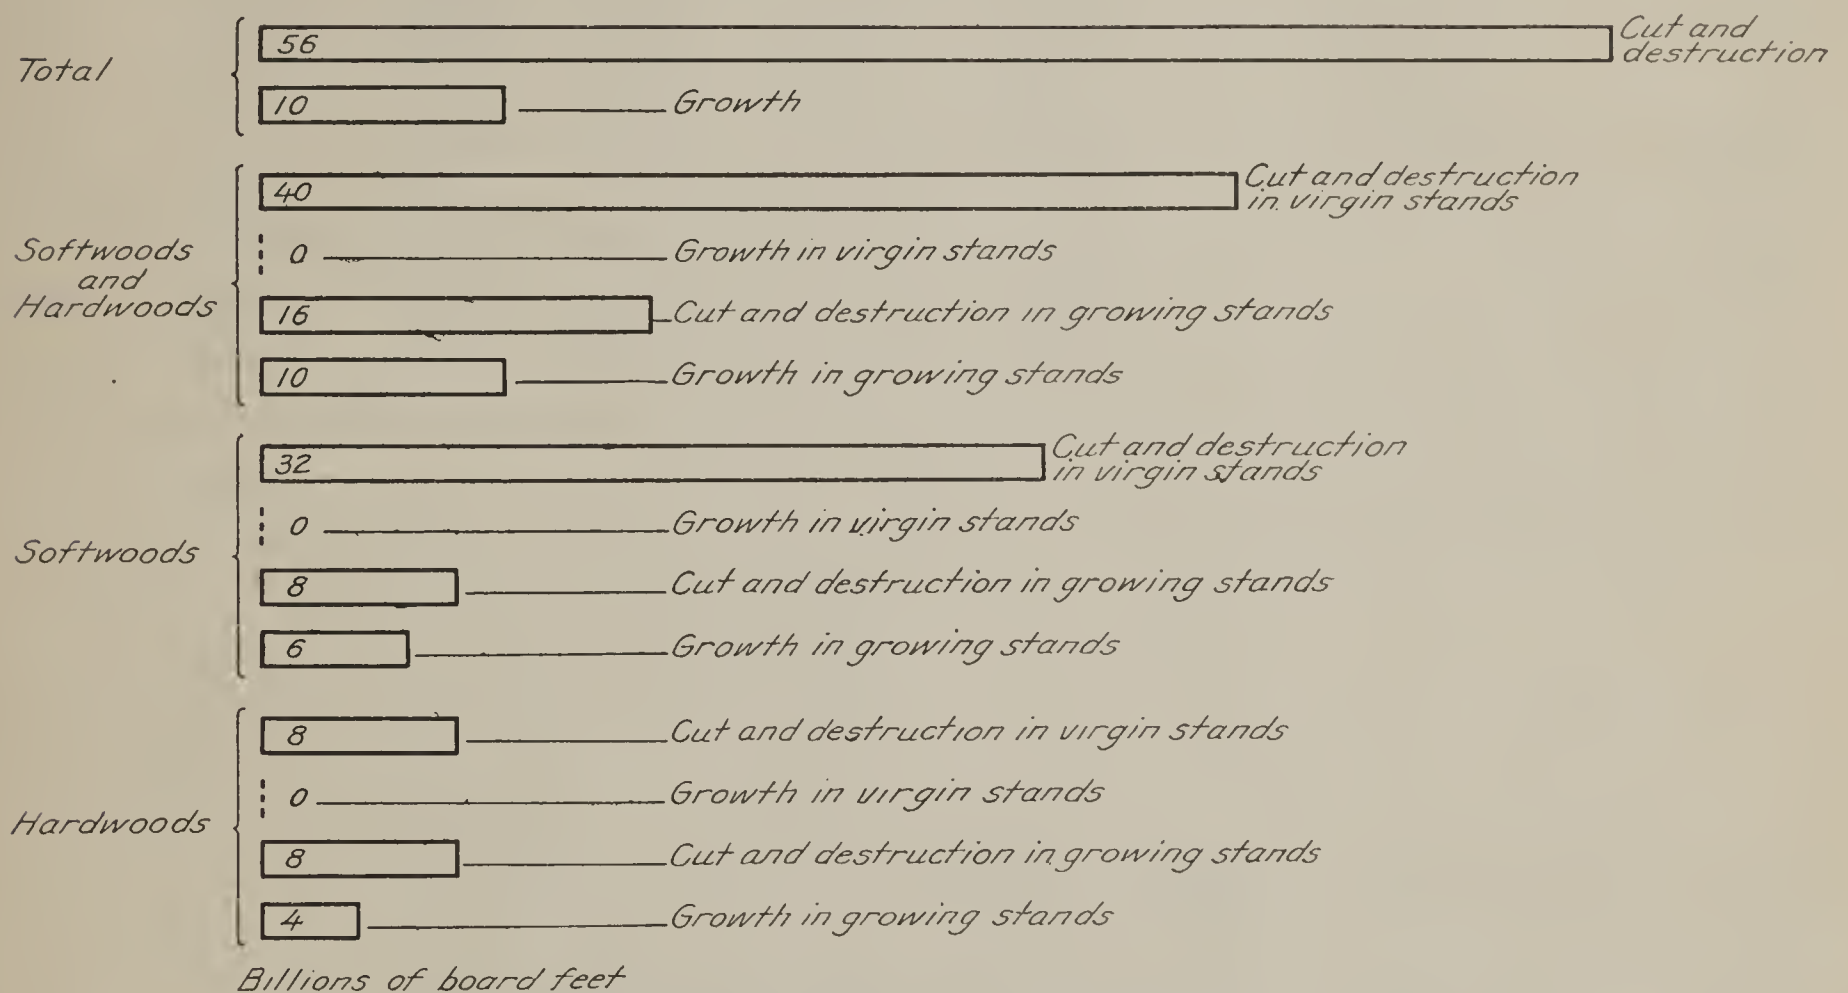 Total
56
Cut and
destruction
10
Growth
Softwoods
and
Hardwoods
40
Cut and destruction
in virgin stands
0
Growth in virgin stands
16
Cut and destruction in growing stands
10
Growth in growing stands
Softwoods
32
Cut and destruction
in virgin stands
0
Growth in virgin stands
8
Cut and destruction in growing stands
6
Growth in growing stands
Hardwoods
8
Cut and destruction in virgin stands
0
Growth in virgin stands
8
Cut and destruction in growing stands
4
Growth in growing stands
Billions of board feet